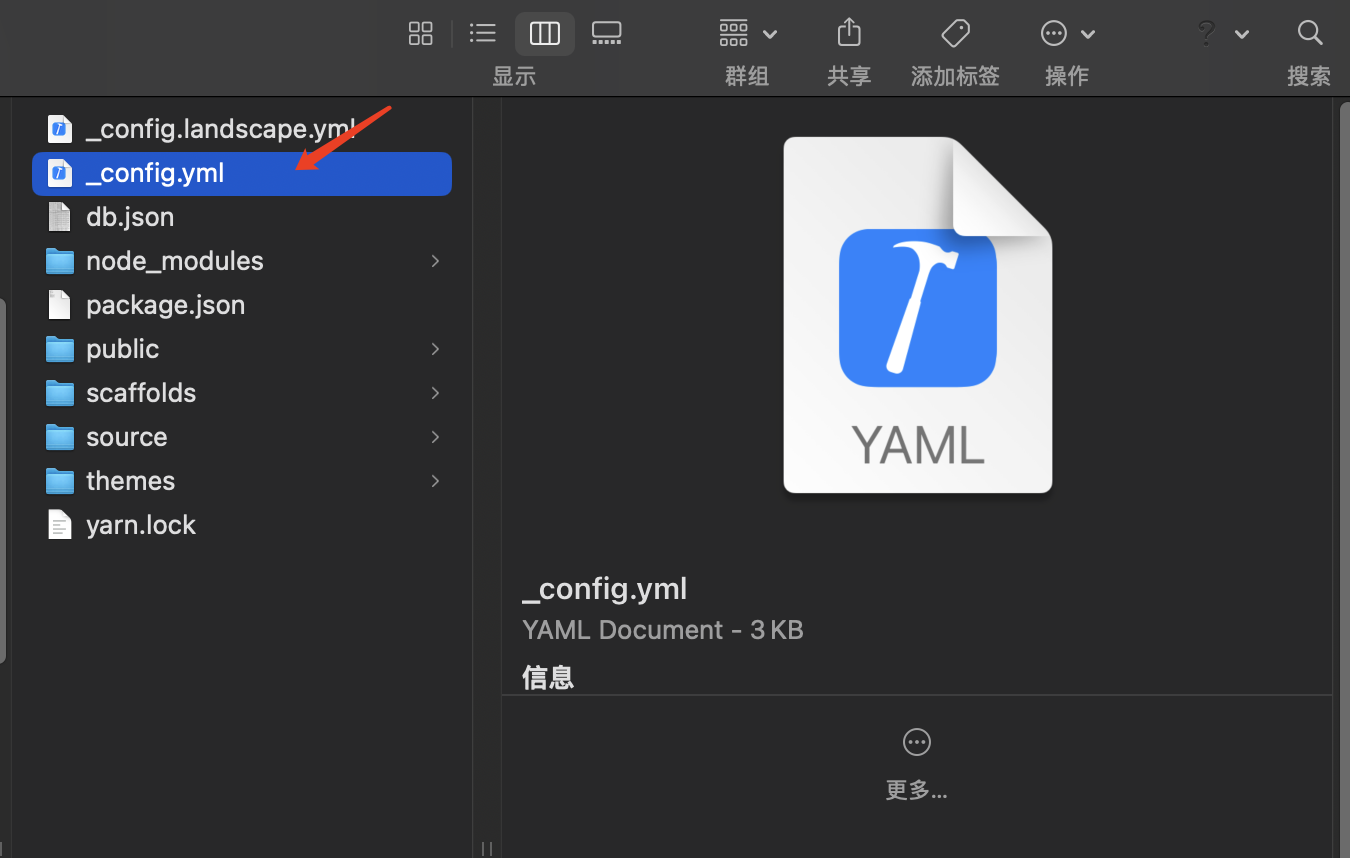 显示
群组
共享
添加标签
操作
?
搜索
_config.landscape.yml
_config.yml
db.json
node_modules
package.json
public
scaffolds
source
themes
yarn.lock
YAML
_config.yml
YAML Document - 3 KB
信息
更多...